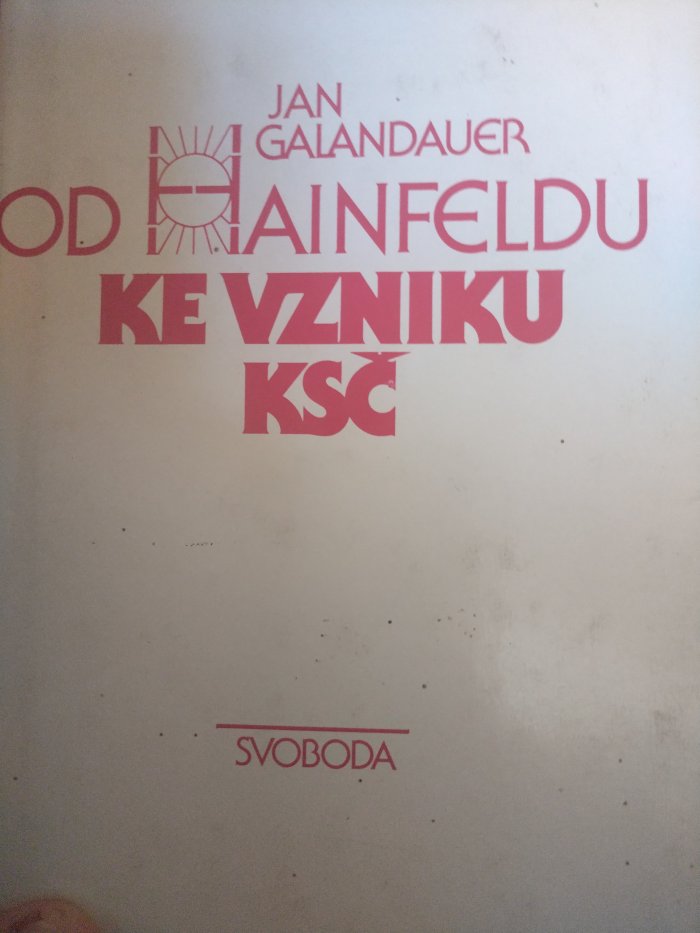 JAN
GALANDAUER
OD HAINFELDU
KE VZNIKU
KSČ
SVOBODA